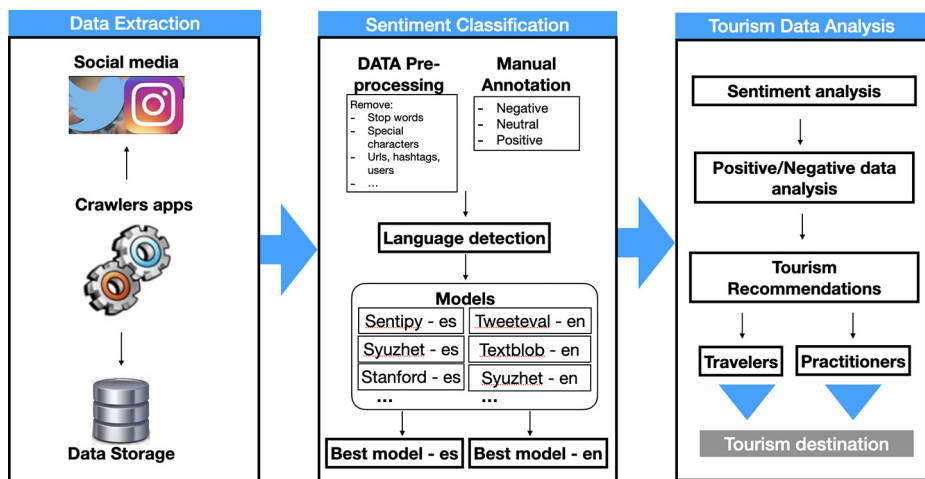 Data Extraction
Social media
Crawlers apps
Data Storage
Sentiment Classification
DATA Pre-
processing
Remove:
- Stop words
- Special
characters
- Urls, hashtags,
users
- ...
Manual
Annotation
- Negative
- Neutral
- Positive
Language detection
Models
Sentipy - es
Tweeteval - en
Syuzhet - es
Textblob - en
Stanford - es
Syuzhet - en
...
...
Best model - es
Best model - en
Tourism Data Analysis
Sentiment analysis
Positive/Negative data
analysis
Tourism
Recommendations
Travelers
Practitioners
Tourism destination